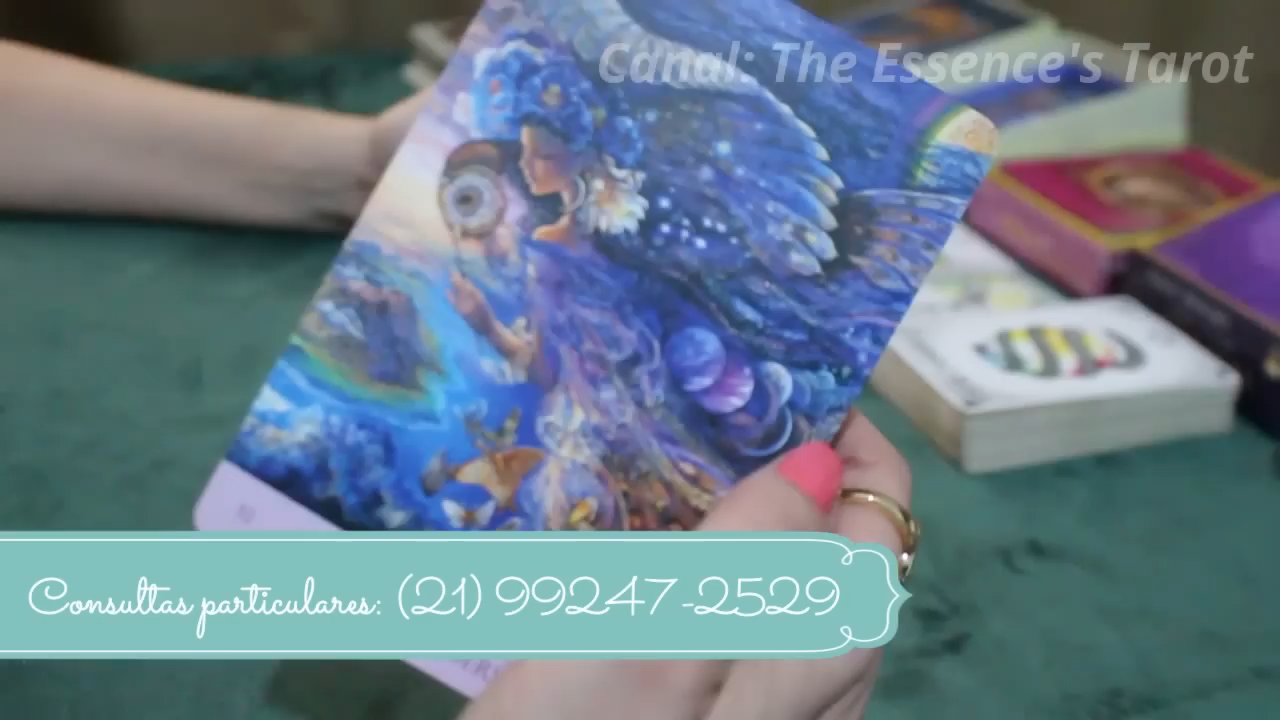 Canal: The Essence's Tarot
Consultas particulares: (21) 99247-2529